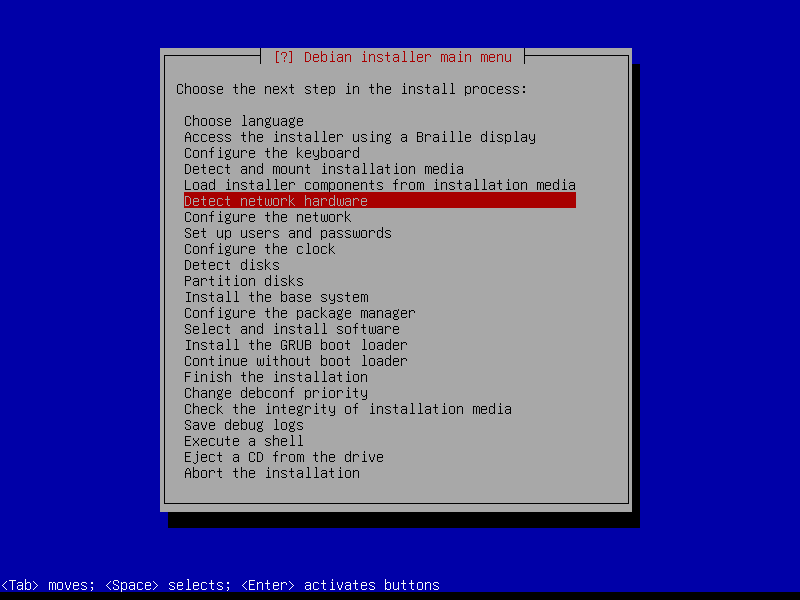 [?] Debian installer main menu
Choose the next step in the install process:
Choose language
Access the installer using a Braille display
Configure the keyboard
Detect and mount installation media
Load installer components from installation media
Detect network hardware
Configure the network
Set up users and passwords
Configure the clock
Detect disks
Partition disks
Install the base system
Configure the package manager
Select and install software
Install the GRUB boot loader
Continue without boot loader
Finish the installation
Change debconf priority
Check the integrity of installation media
Save debug logs
Execute a shell
Eject a CD from the drive
Abort the installation
<Tab> moves; <Space> selects; <Enter> activates buttons